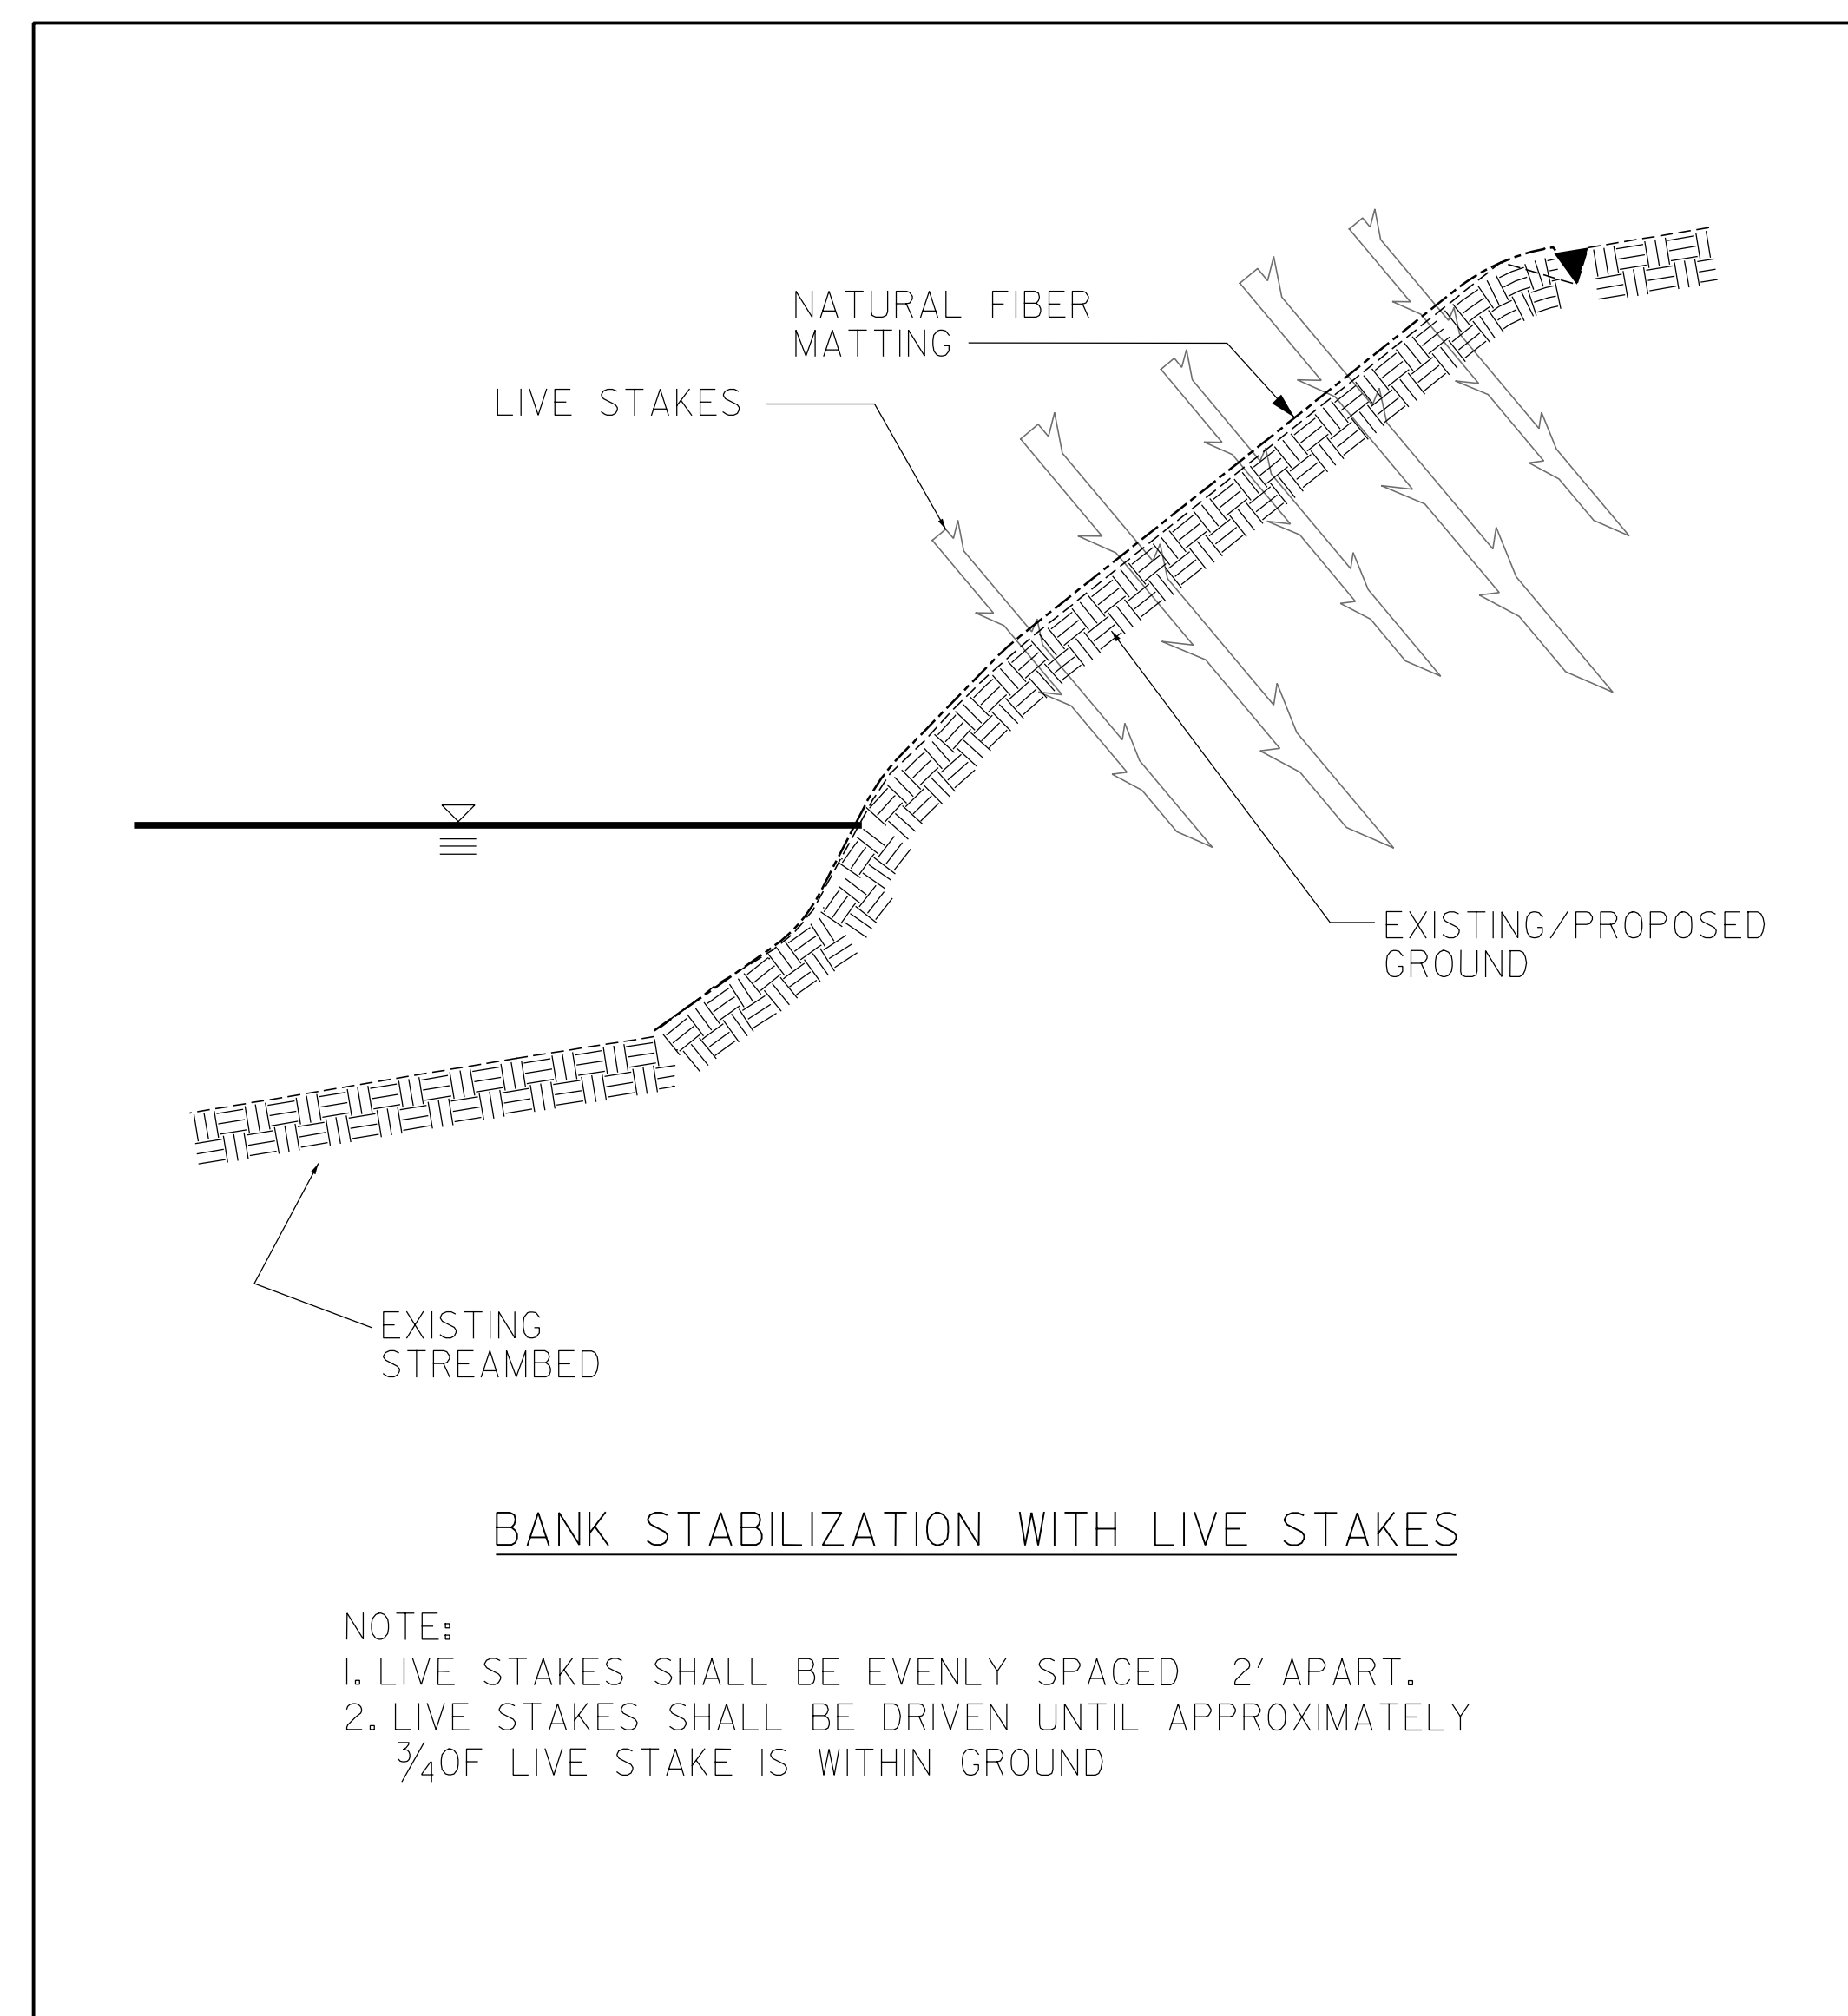 NATURAL FIBER
MATTING
LIVE STAKES
EXISTING/PROPOSED
GROUND
EXISTING
STREAMBED
BANK STABILIZATION WITH LIVE STAKES
NOTE:
1. LIVE STAKES SHALL BE EVENLY SPACED 2' APART.
2. LIVE STAKES SHALL BE DRIVEN UNTIL APPROXIMATELY
3/4 OF LIVE STAKE IS WITHIN GROUND